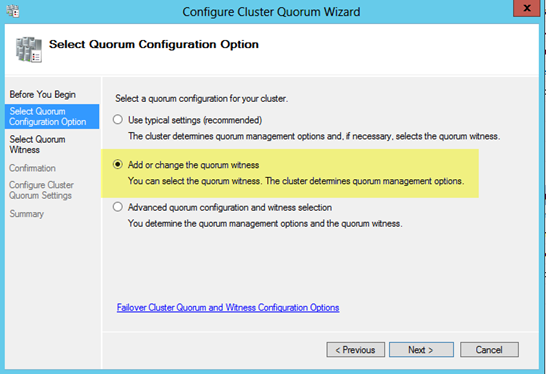 Configure Cluster Quorum Wizard
Select Quorum Configuration Option
Before You Begin
Select Quorum
Configuration Option
Select Quorum
Witness
Confirmation
Configure Cluster
Quorum Settings
Summary
Select a quorum configuration for your cluster.
Use typical settings (recommended)
The cluster determines quorum management options and, if necessary, selects the quorum witness.
Add or change the quorum witness
You can select the quorum witness. The cluster determines quorum management options.
Advanced quorum configuration and witness selection
You determine the quorum management options and the quorum witness.
Failover Cluster Quorum and Witness Configuration Options
< Previous
Next >
Cancel